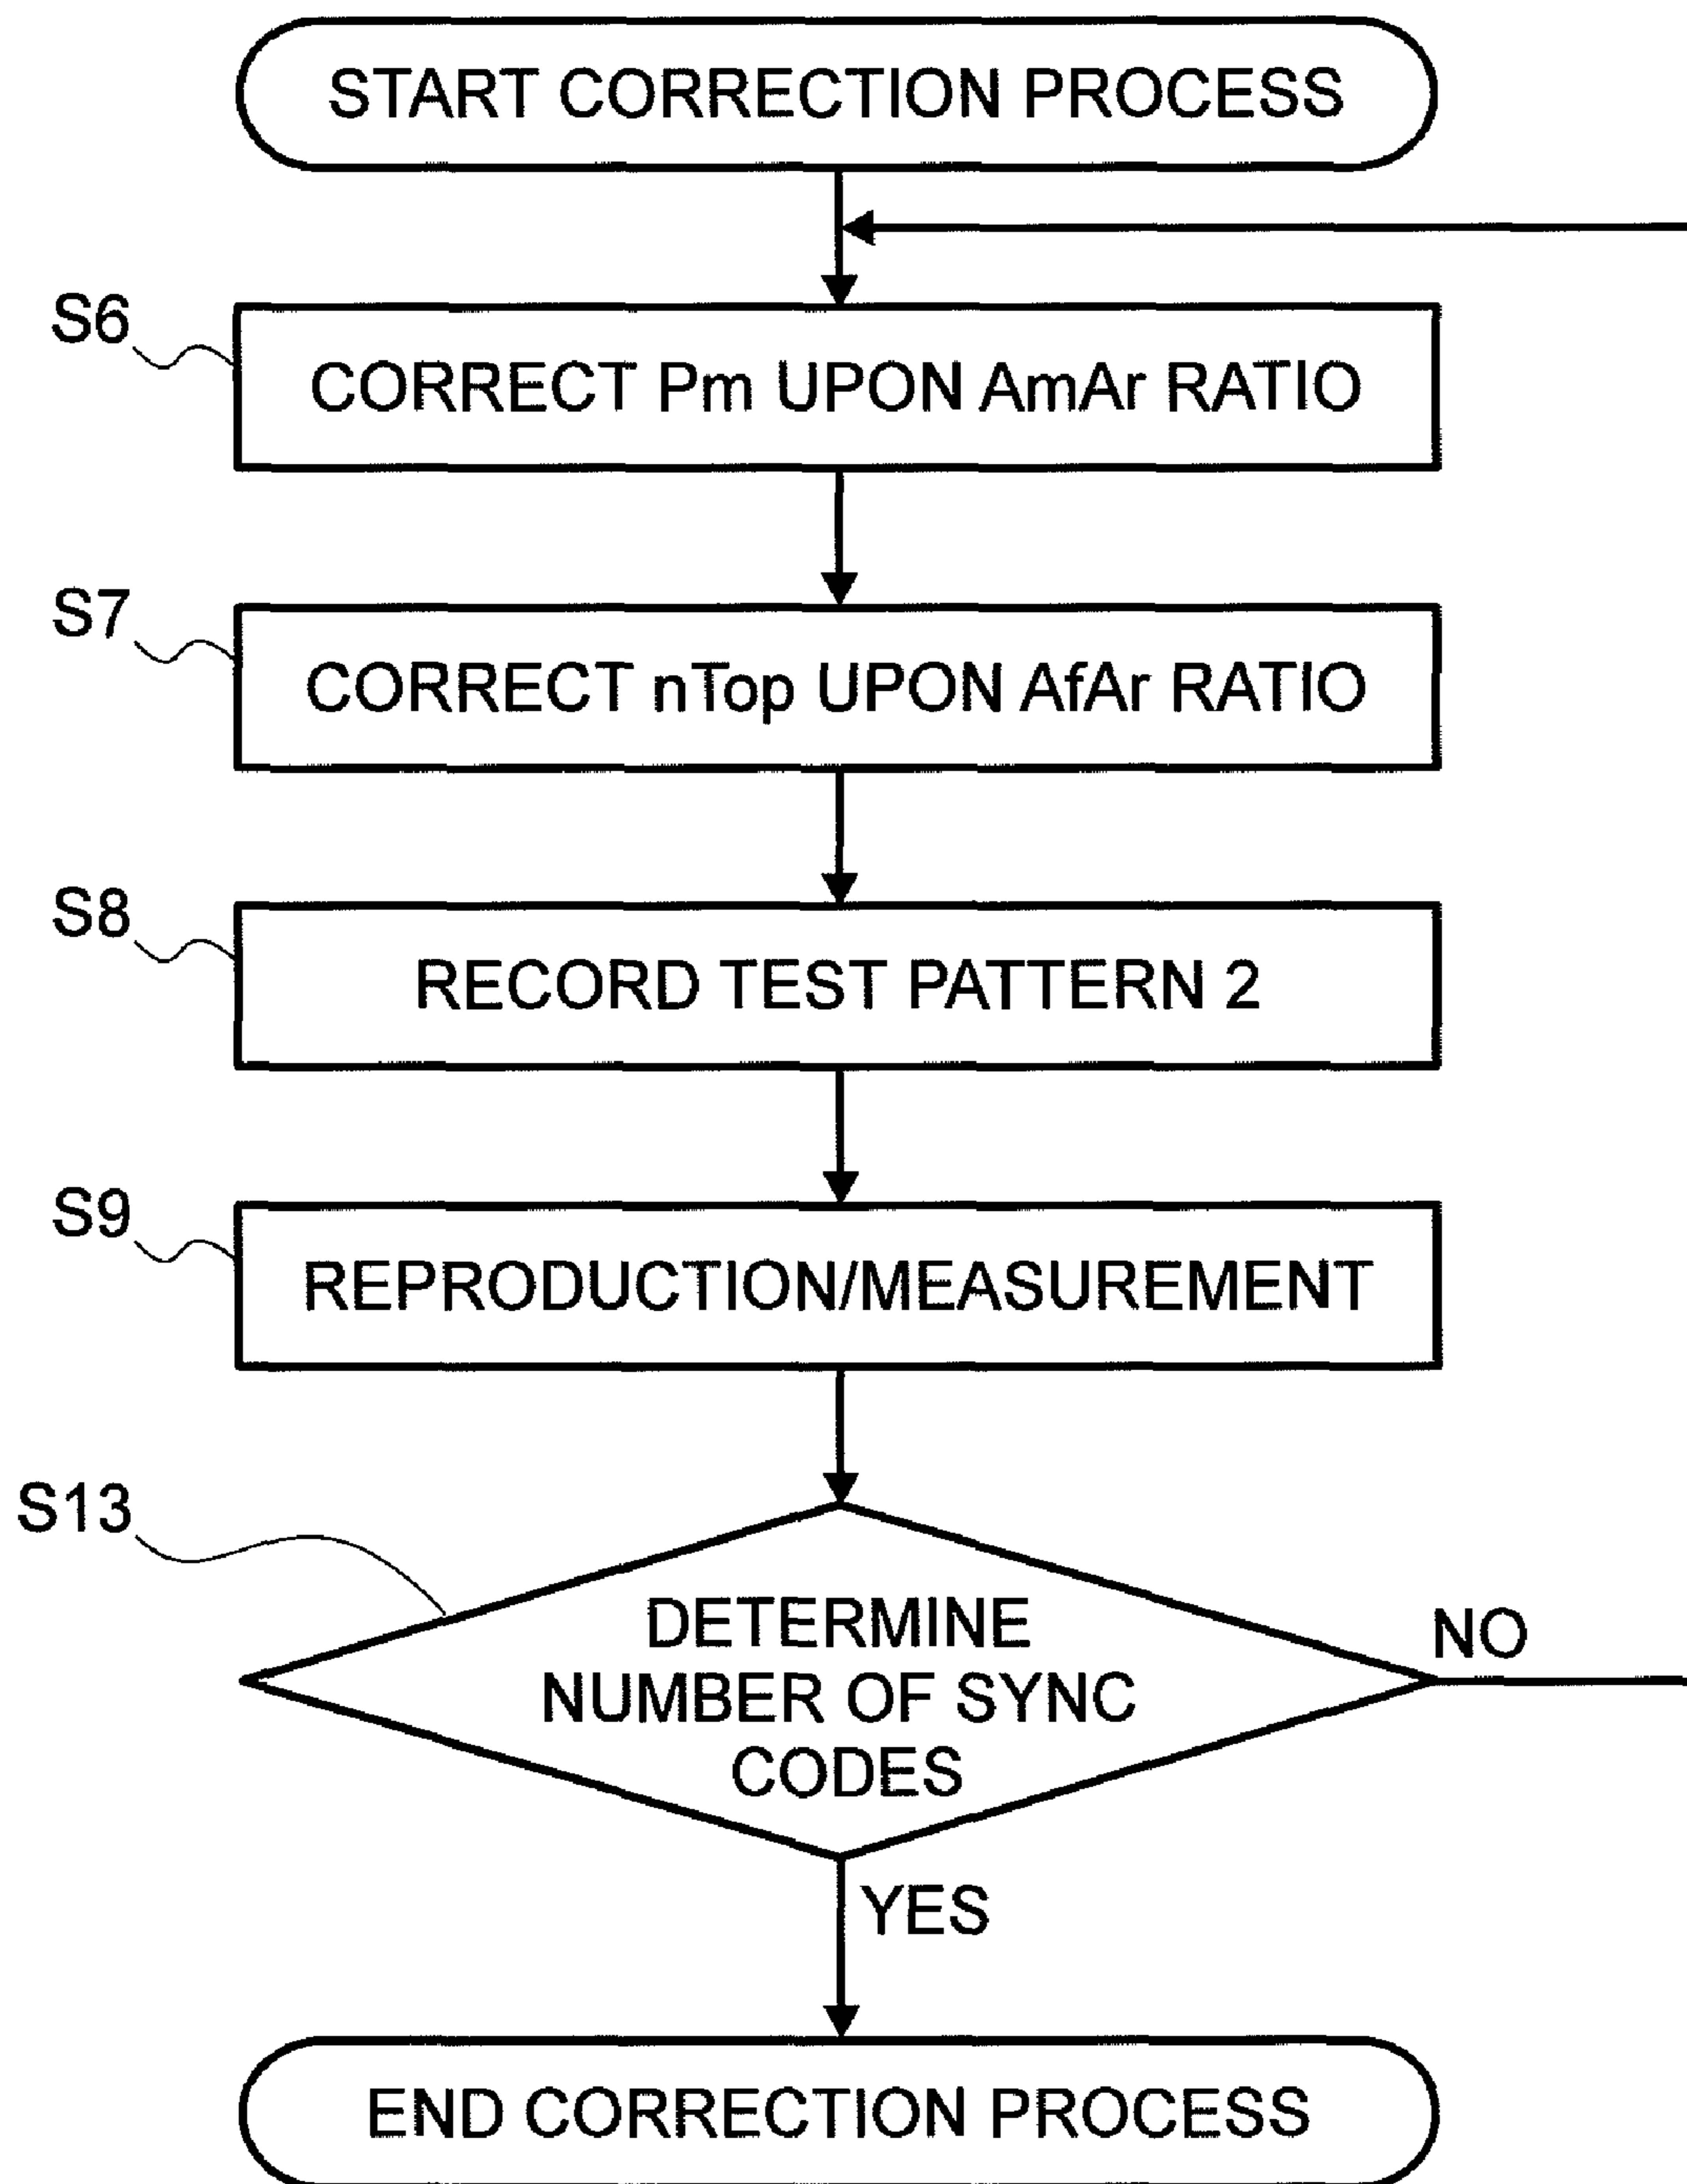 START CORRECTION PROCESS
S6
CORRECT Pm UPON AmAr RATIO
S7
CORRECT nTop UPON AfAr RATIO
S8
RECORD TEST PATTERN 2
S9
REPRODUCTION/MEASUREMENT
S13
DETERMINE
NUMBER OF SYNC
CODES
NO
YES
END CORRECTION PROCESS